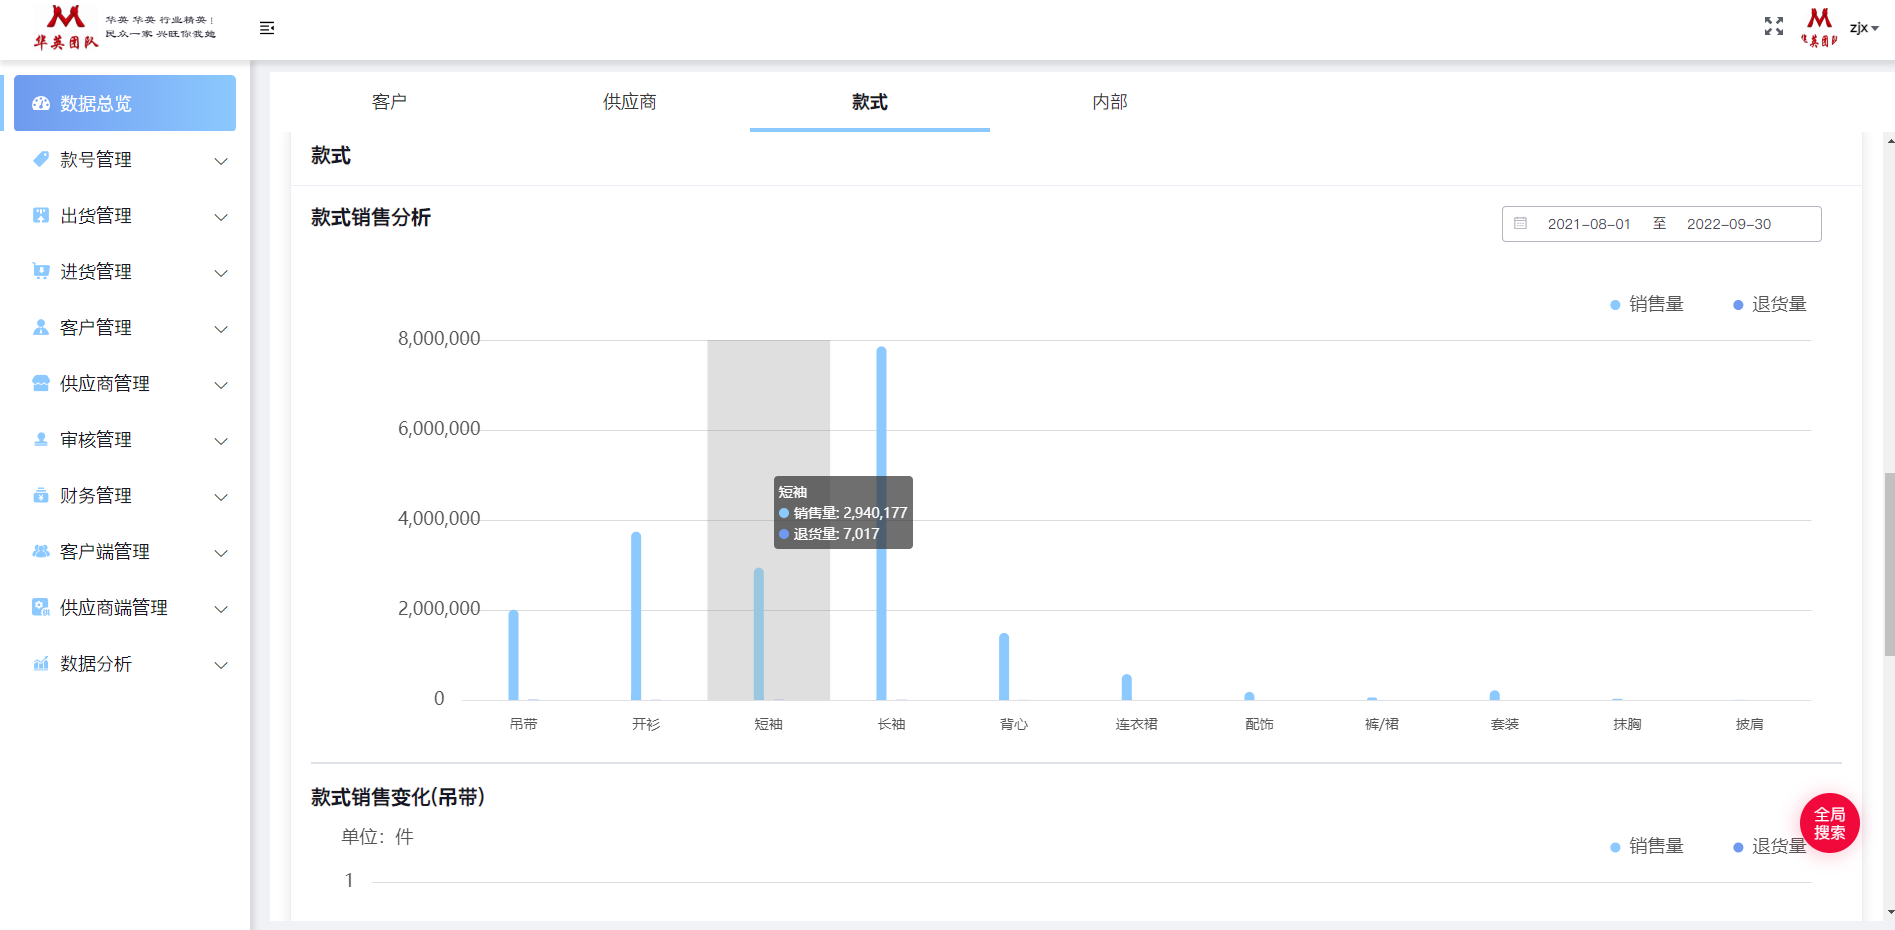 华英团队
华英 华英 行业精英！
民众一家 兴旺你我她
华英团队
zjx
数据总览
款号管理
出货管理
进货管理
客户管理
供应商管理
审核管理
财务管理
客户端管理
供应商端管理
数据分析
客户
供应商
款式
内部
款式
款式销售分析
2021-08-01 至 2022-09-30
销售量
退货量
8,000,000
6,000,000
4,000,000
2,000,000
0
短袖
销售量: 2,940,177
退货量: 7,017
吊带
开衫
短袖
长袖
背心
连衣裙
配饰
裤/裙
套装
抹胸
披肩
款式销售变化(吊带)
单位：件
销售量
退货量
1
全局
搜索